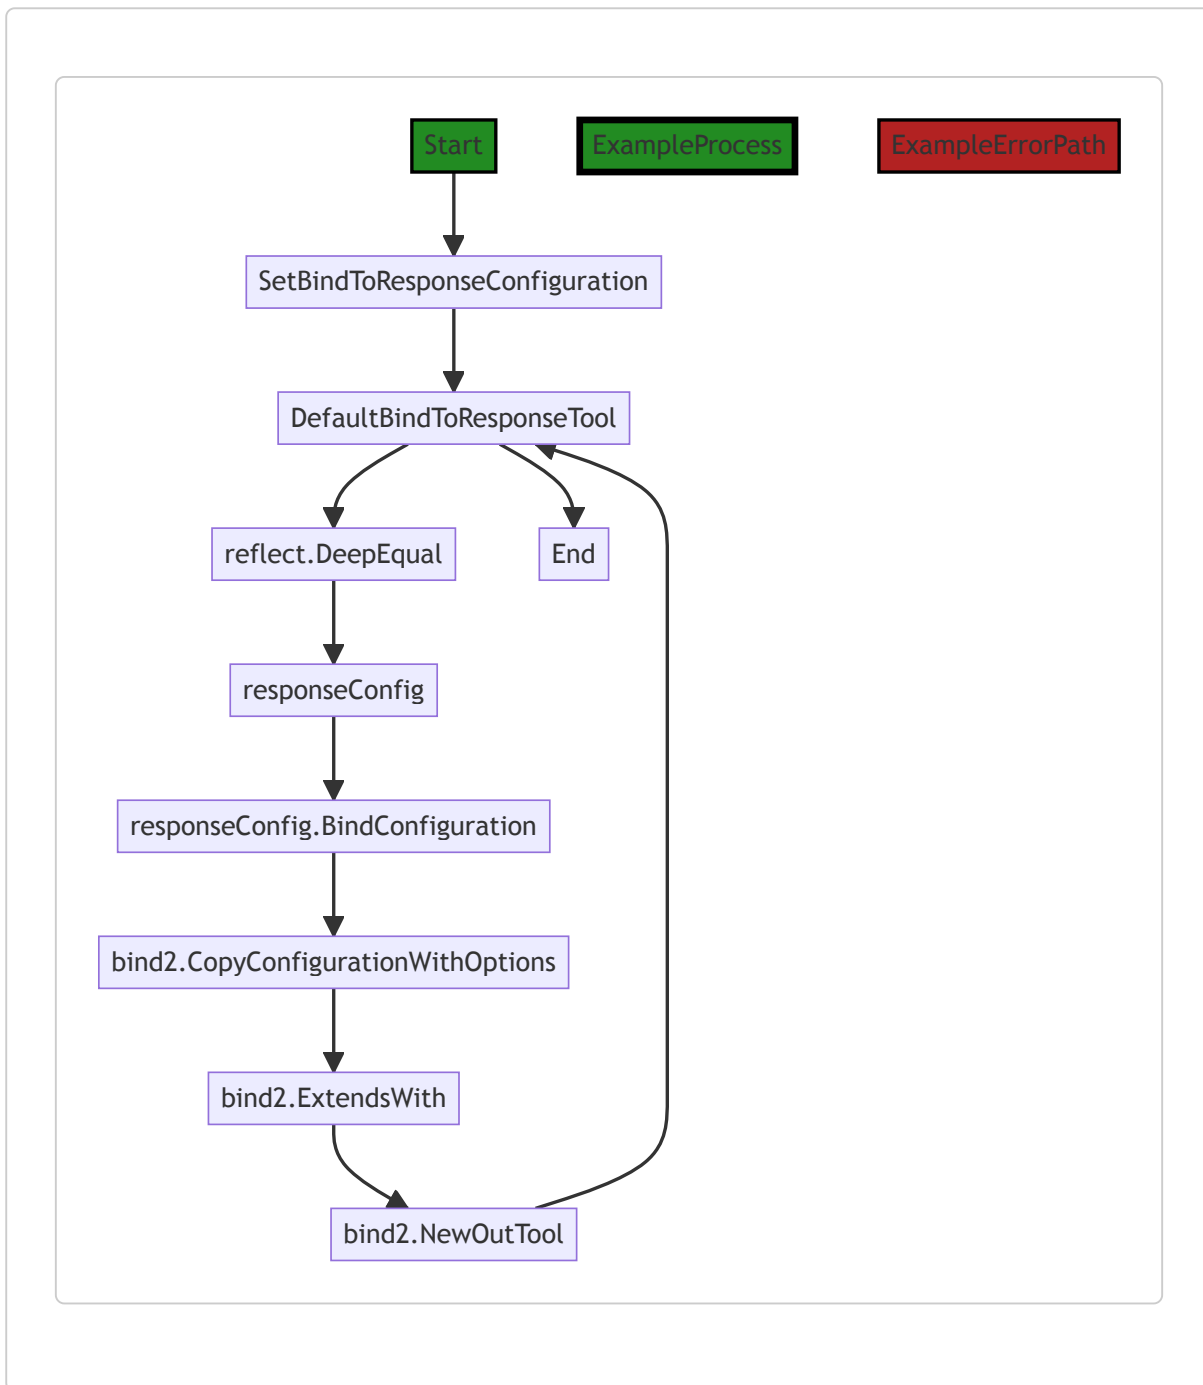 Start
ExampleProcess
ExampleErrorPath
SetBindToResponseConfiguration
DefaultBindToResponseTool
reflect.DeepEqual
End
responseConfig
responseConfig.BindConfiguration
bind2.CopyConfigurationWithOptions
bind2.ExtendsWith
bind2.NewOutTool